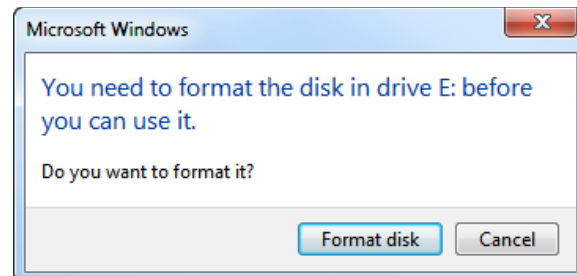 Microsoft Windows
You need to format the disk in drive E: before
you can use it.
Do you want to format it?
Format disk
Cancel